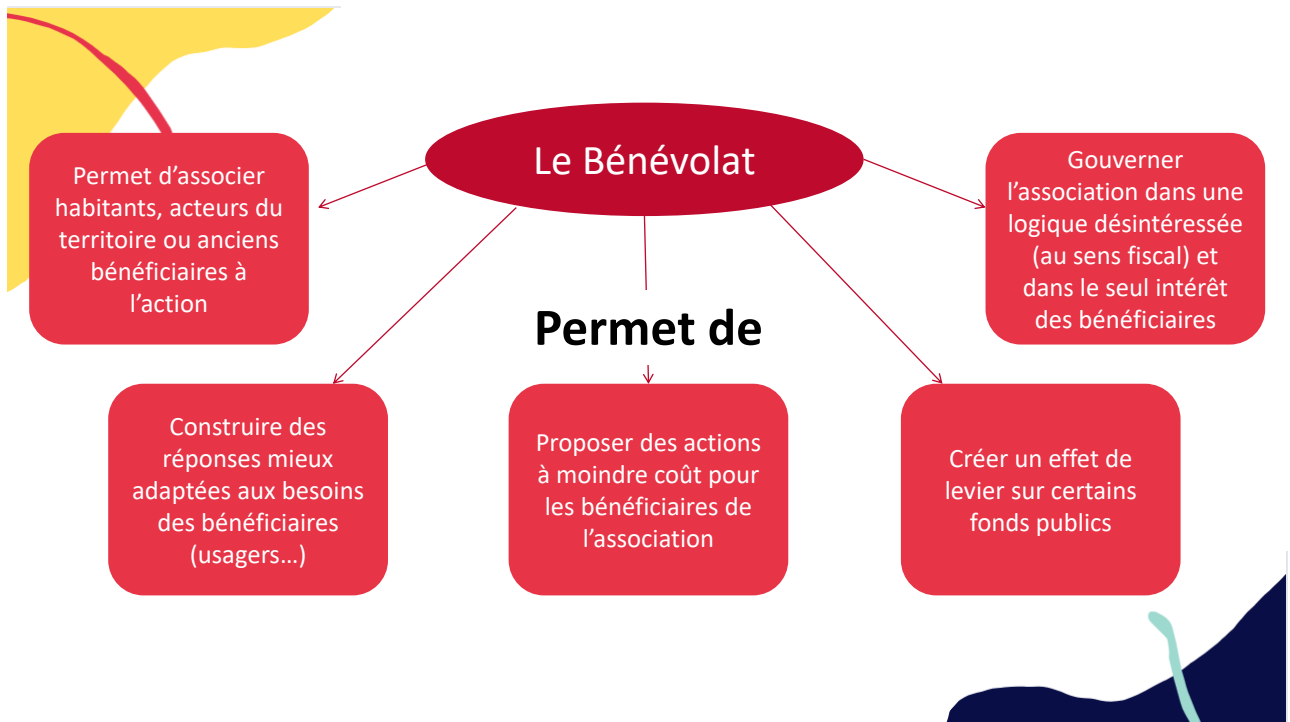 Le Bénévolat
Permet d’associer
habitants, acteurs du
territoire ou anciens
bénéficiaires à
l’action
Gouverner
l’association dans une
logique désintéressée
(au sens fiscal) et
dans le seul intérêt
des bénéficiaires
Permet de
Construire des
réponses mieux
adaptées aux besoins
des bénéficiaires
(usagers…)
Proposer des actions
à moindre coût pour
les bénéficiaires de
l’association
Créer un effet de
levier sur certains
fonds publics